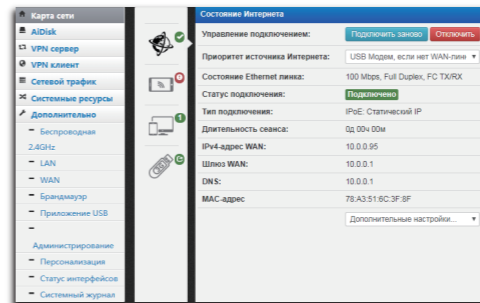 Карта сети
AiDisk
VPN сервер
VPN клиент
Сетевой трафик
Системные ресурсы
Дополнительно
Беспроводная
2.4GHz
LAN
WAN
Брандмауэр
Приложение USB
Администрирование
Персонализация
Статус интерфейсов
Системный журнал
1
Состояние Интернета
Управление подключением: Подключить заново Отключить
Приоритет источника Интернета: USB Модем, если нет WAN-линк
Состояние Ethernet линка: 100 Mbps, Full Duplex, FC TX/RX
Статус подключения: Подключено
Тип подключения: IPoE: Статический IP
Длительность сеанса: 0д 00ч 00м
IPv4-адрес WAN: 10.0.0.95
Шлюз WAN: 10.0.0.1
DNS: 10.0.0.1
MAC-адрес 78:A3:51:6C:3F:8F
Дополнительные настройки...